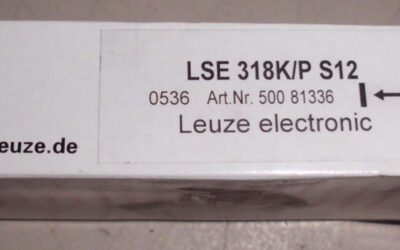 LSE 318K/P S12
0536 Art.Nr. 500 81336
Leuze electronic
euze.de